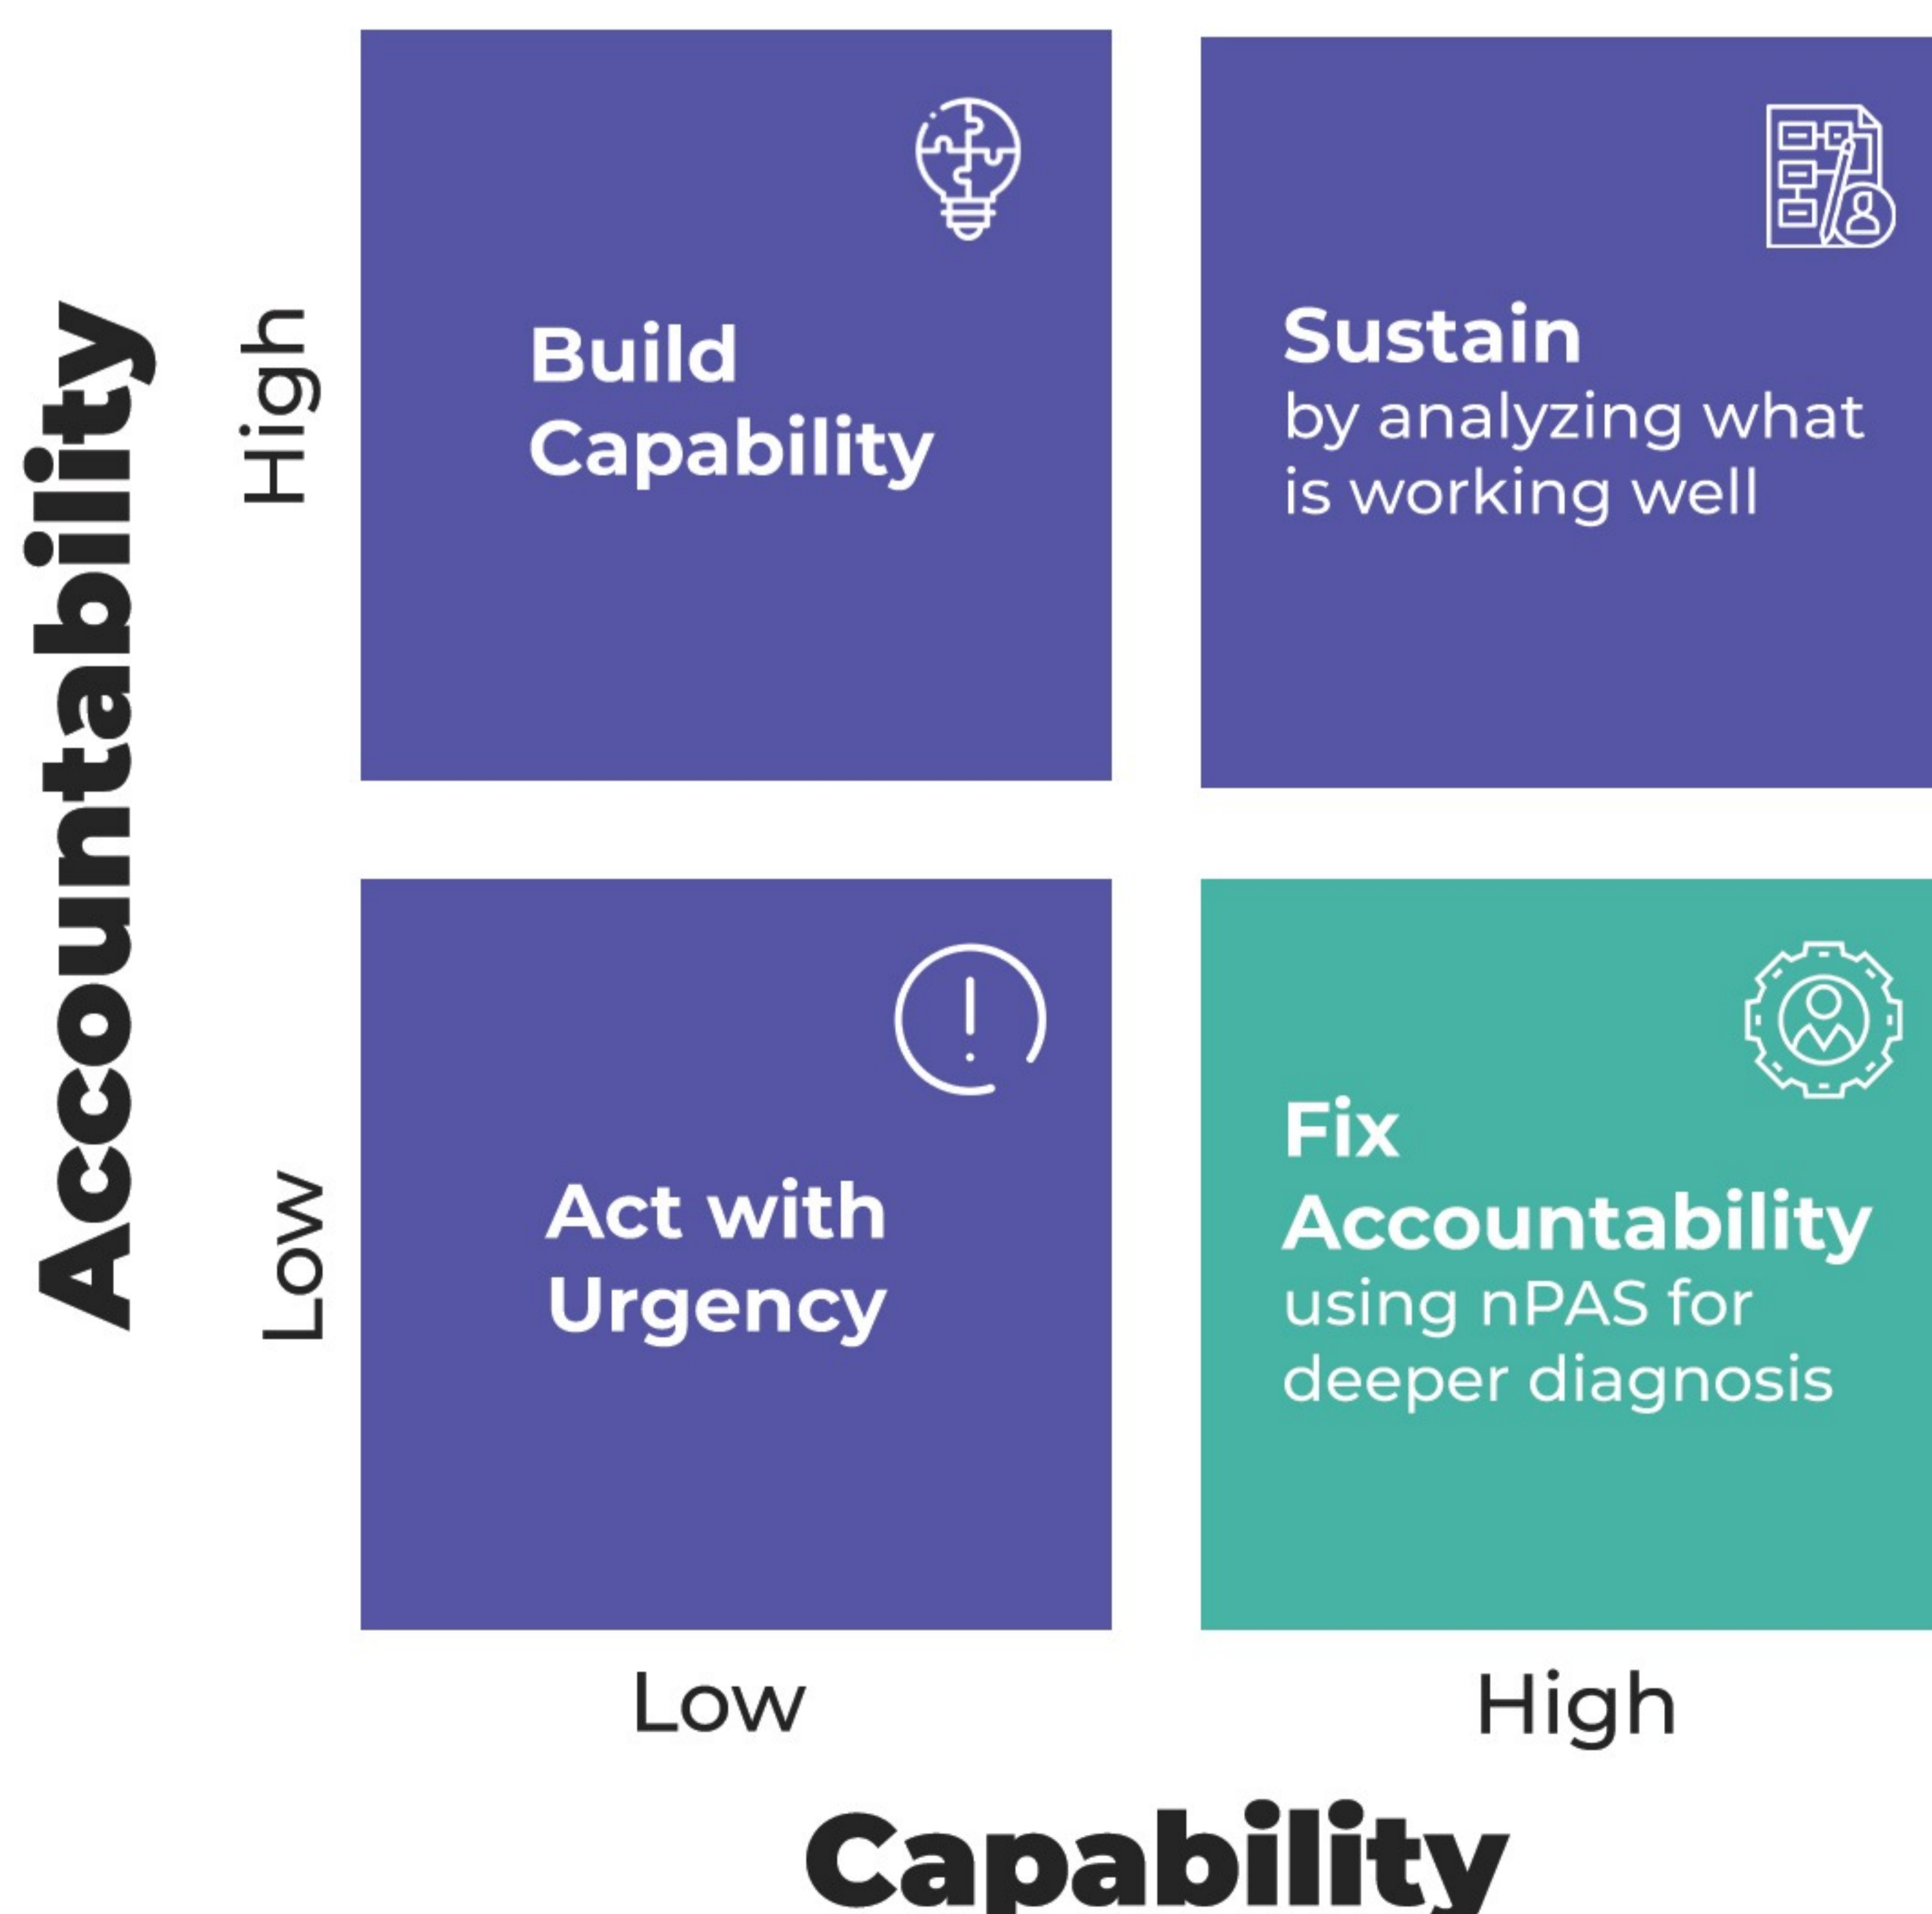 Accountability
High
Build
Capability
Sustain
by analyzing what
is working well
Low
Act with
Urgency
Fix
Accountability
using nPAS for
deeper diagnosis
Low
High
Capability